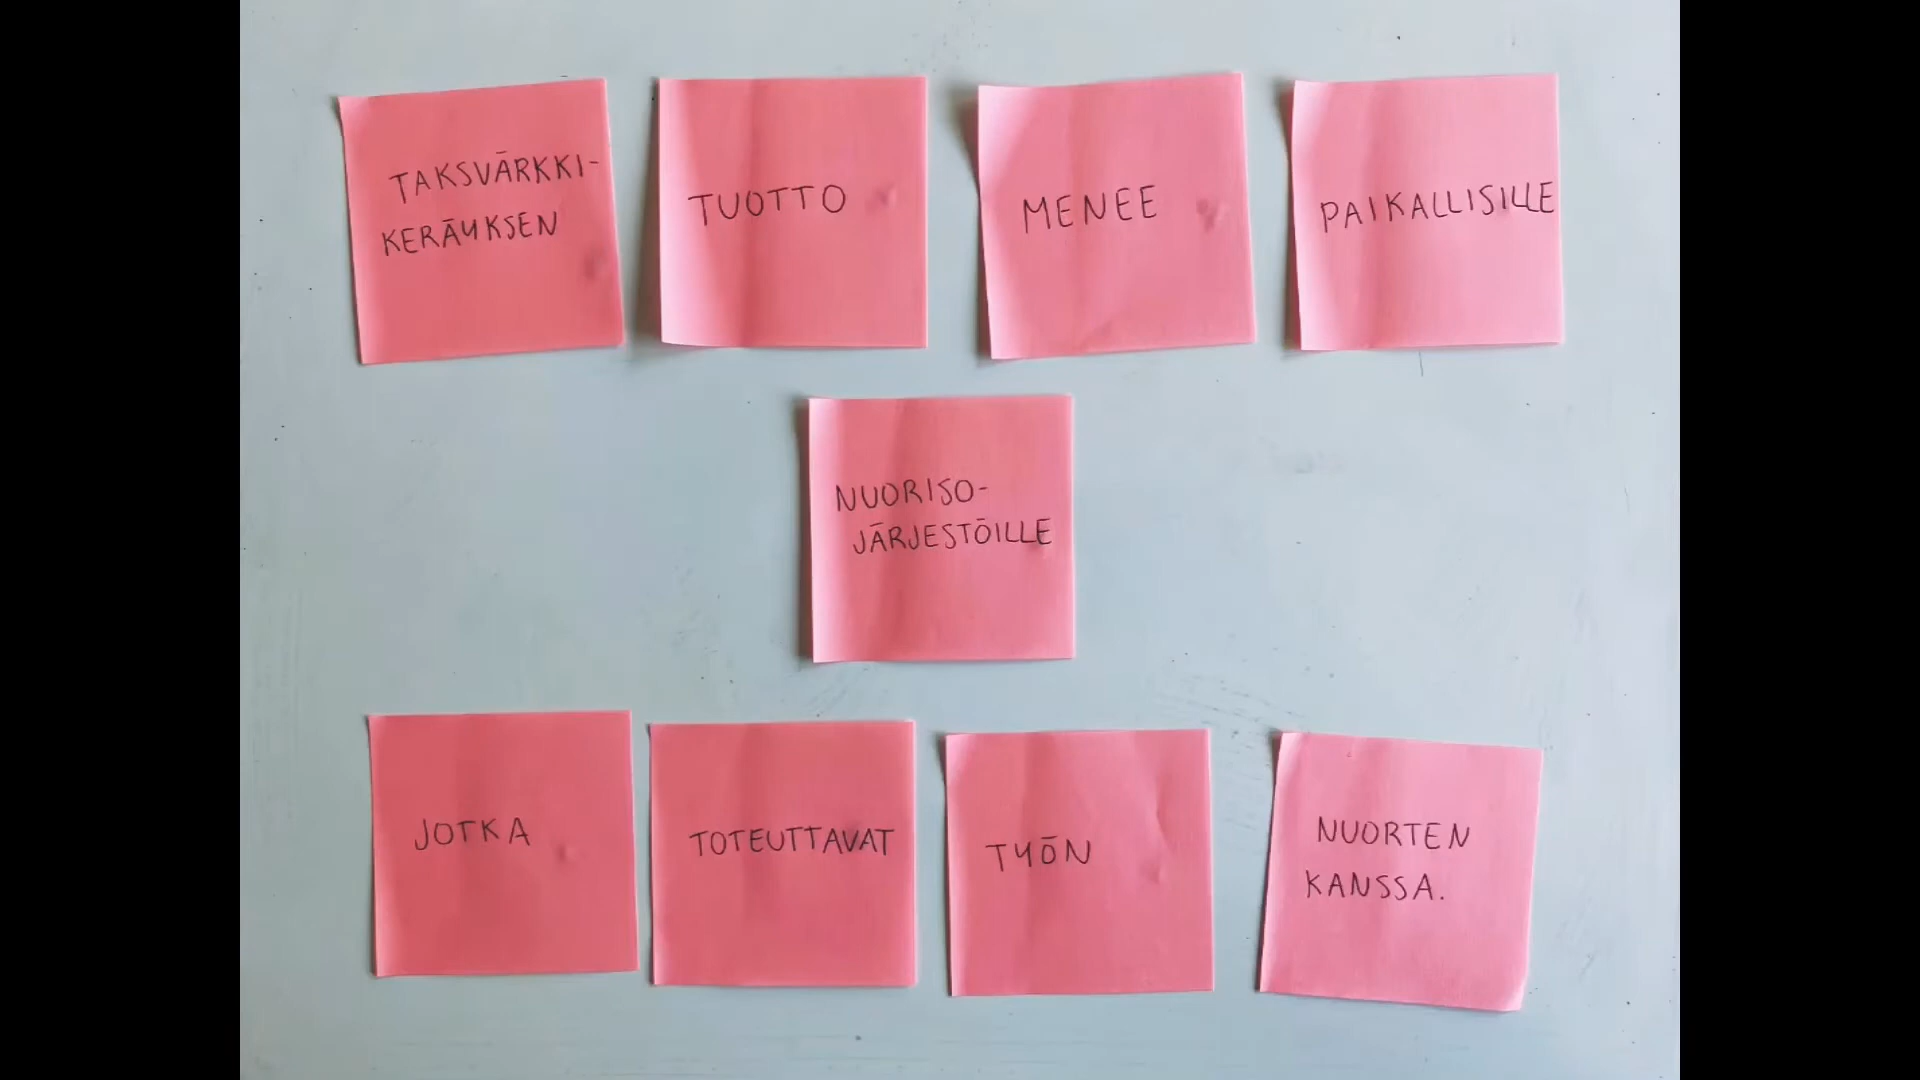 TAKSVÄRKKI-
KERÄYKSEN
TUOTTO
MENEE
PAIKALLISILLE
NUORISO-
JÄRJESTÖILLE
JOTKA
TOTEUTTAVAT
TYÖN
NUORTEN
KANSSA.